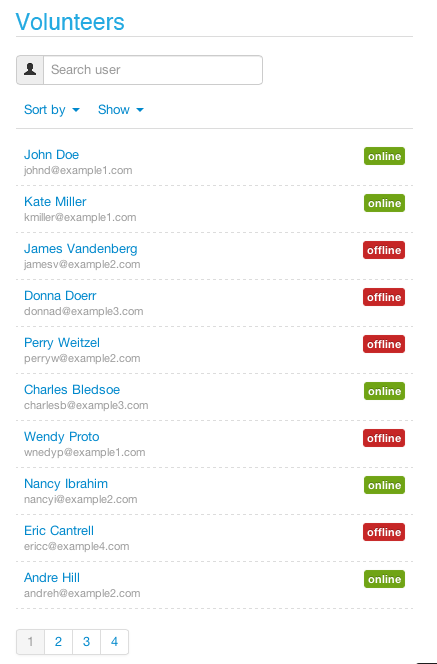 Volunteers
Search user
Sort by Show
John Doe online
johnd@example1.com
Kate Miller online
kmiller@example1.com
James Vandenberg offline
jamesv@example2.com
Donna Doerr offline
donnad@example3.com
Perry Weitzel offline
perryw@example2.com
Charles Bledsoe online
charlesb@example3.com
Wendy Proto offline
wnedyp@example1.com
Nancy Ibrahim online
nancyi@example2.com
Eric Cantrell offline
ericc@example4.com
Andre Hill online
andreh@example2.com
1 2 3 4